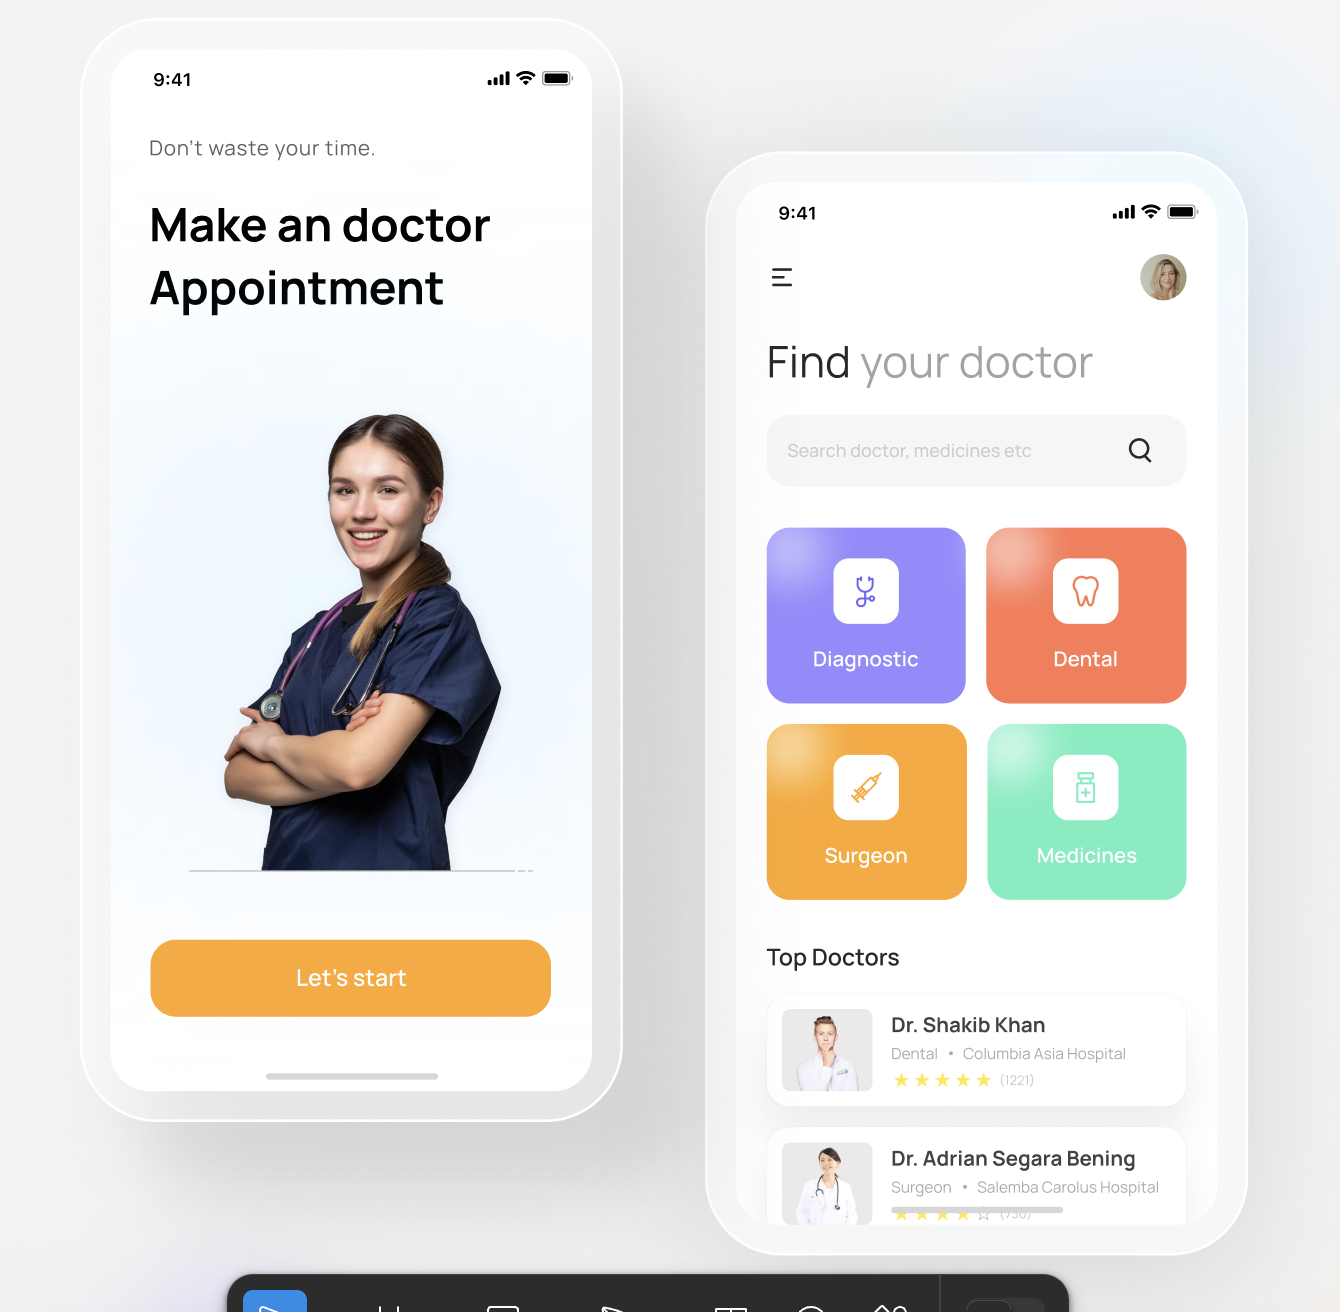 9:41
Don't waste your time.
Make an doctor
Appointment
Let's start
9:41
Find your doctor
Search doctor, medicines etc
Diagnostic
Dental
Surgeon
Medicines
Top Doctors
Dr. Shakib Khan
Dental • Columbia Asia Hospital
(1221)
Dr. Adrian Segara Bening
Surgeon • Salemba Carolus Hospital